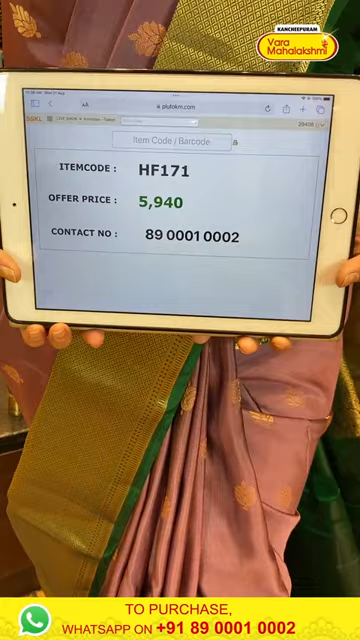 KANCHEEPURAM
Vara
Mahalakshmi
plutokm.com
SSKL
Item Code / Barcode
ITEMCODE : HF171
OFFER PRICE : 5,940
CONTACT NO : 89 0001 0002
TO PURCHASE,
WHATSAPP ON +91 89 0001 0002